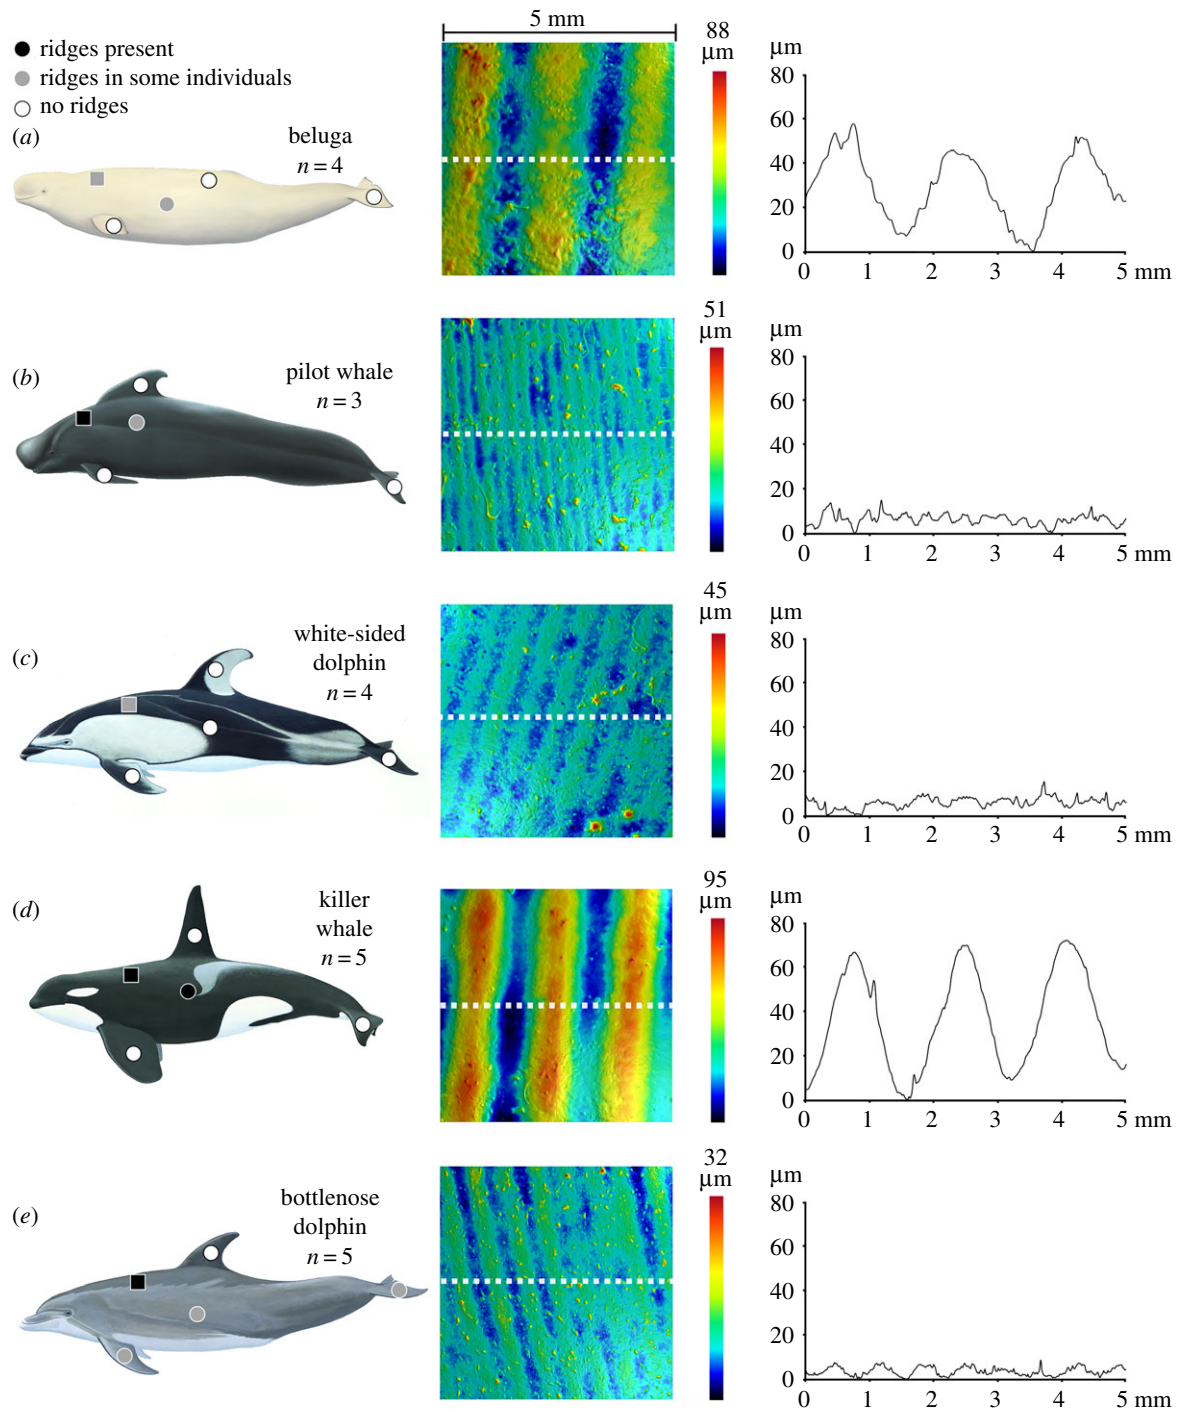 ridges present
ridges in some individuals
no ridges
5 mm
(a)
beluga
n = 4
88
μm
μm
80
60
40
20
0
0 1 2 3 4 5 mm
(b)
pilot whale
n = 3
51
μm
μm
80
60
40
20
0
0 1 2 3 4 5 mm
(c)
white-sided
dolphin
n = 4
45
μm
μm
80
60
40
20
0
0 1 2 3 4 5 mm
(d)
killer
whale
n = 5
95
μm
μm
80
60
40
20
0
0 1 2 3 4 5 mm
(e)
bottlenose
dolphin
n = 5
32
μm
μm
80
60
40
20
0
0 1 2 3 4 5 mm